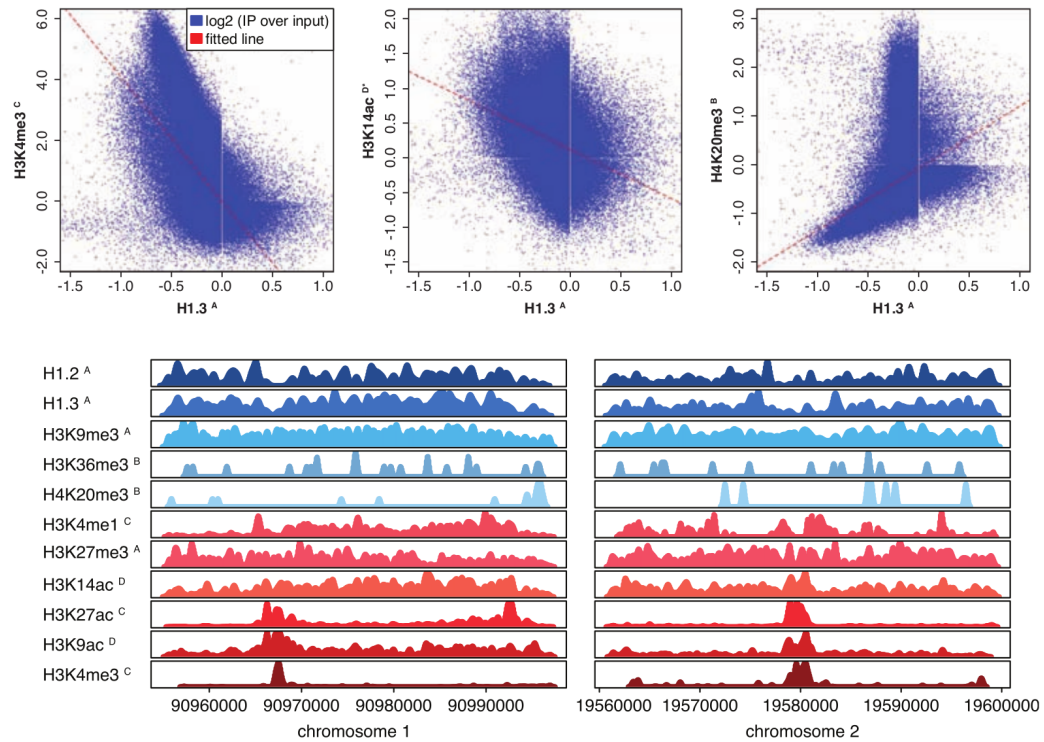 log2 (IP over input)
fitted line
H3K4me3 C
6.0
4.0
2.0
0.0
-2.0
-1.5 -1.0 -0.5 0.0 0.5 1.0
H1.3 A
H3K14ac D'
2.0
1.5
1.0
0.5
0.0
-0.5
-1.0
-1.5
-1.5 -1.0 -0.5 0.0 0.5 1.0
H1.3 A
H4K20me3 B
3.0
2.0
1.0
0.0
-1.0
-2.0
-1.5 -1.0 -0.5 0.0 0.5 1.0
H1.3 A
H1.2 A
H1.3 A
H3K9me3 A
H3K36me3 B
H4K20me3 B
H3K4me1 C
H3K27me3 A
H3K14ac D
H3K27ac C
H3K9ac D
H3K4me3 C
90960000 90970000 90980000 90990000
chromosome 1
19560000 19570000 19580000 19590000 19600000
chromosome 2